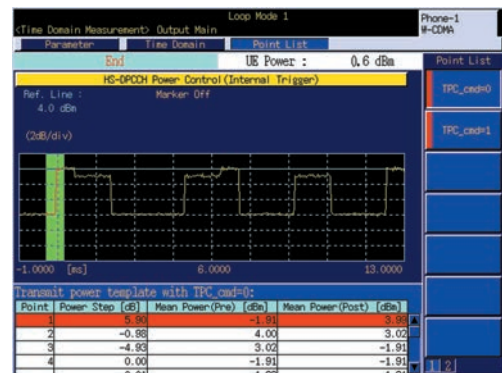 Loop Mode 1
<Time Domain Measurement> Output Main
Phone-1
W-CDMA
Parameter Time Domain Point List
End UE Power : 0.6 dBm
Point List
HS-DPCCH Power Control(Internal Trigger)
Ref. Line : Marker Off
4.0 dBm
(2dB/div)
TPC_cmd=0
TPC_cmd=1
-1.0000 [ms] 6.0000 13.0000
Transmit power template with TPC_cmd=0:
Point Power Step [dB] Mean Power(Pre) [dBm] Mean Power(Post) [dBm]
1 5.90 -1.91 3.99
2 -0.98 4.00 3.02
3 -4.93 3.02 -1.91
4 0.00 -1.91 -1.91
1 2